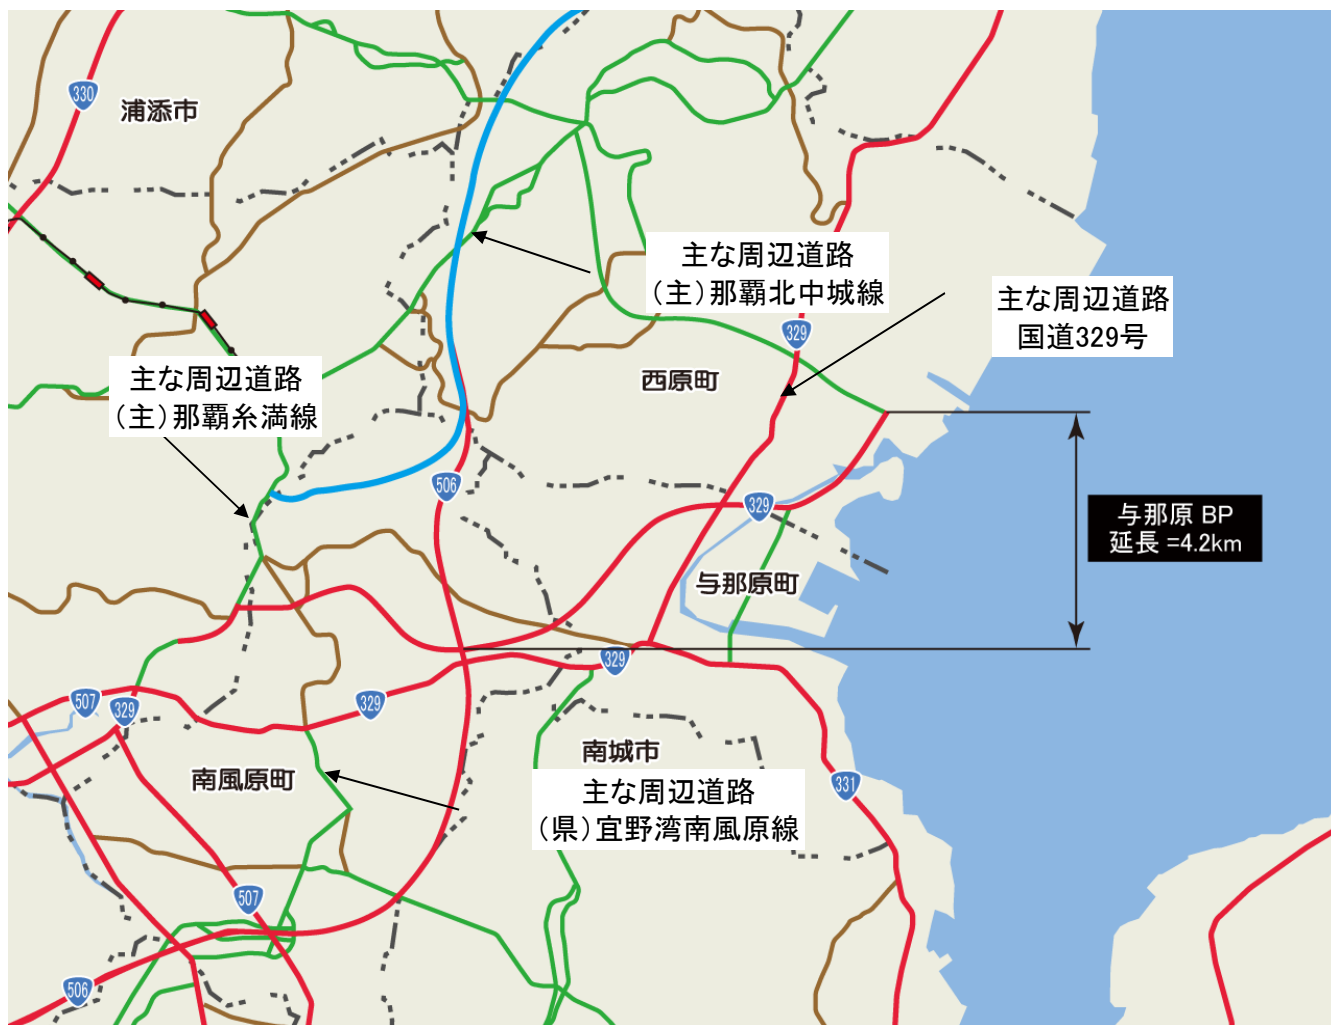 330
浦添市
主な周辺道路
（主）那覇北中城線
主な周辺道路
国道329号
329
西原町
主な周辺道路
（主）那覇糸満線
506
329
与那原 BP
延長 =4.2km
与那原町
329
507
329
329
南城市
南風原町
主な周辺道路
（県）宜野湾南風原線
331
507
506